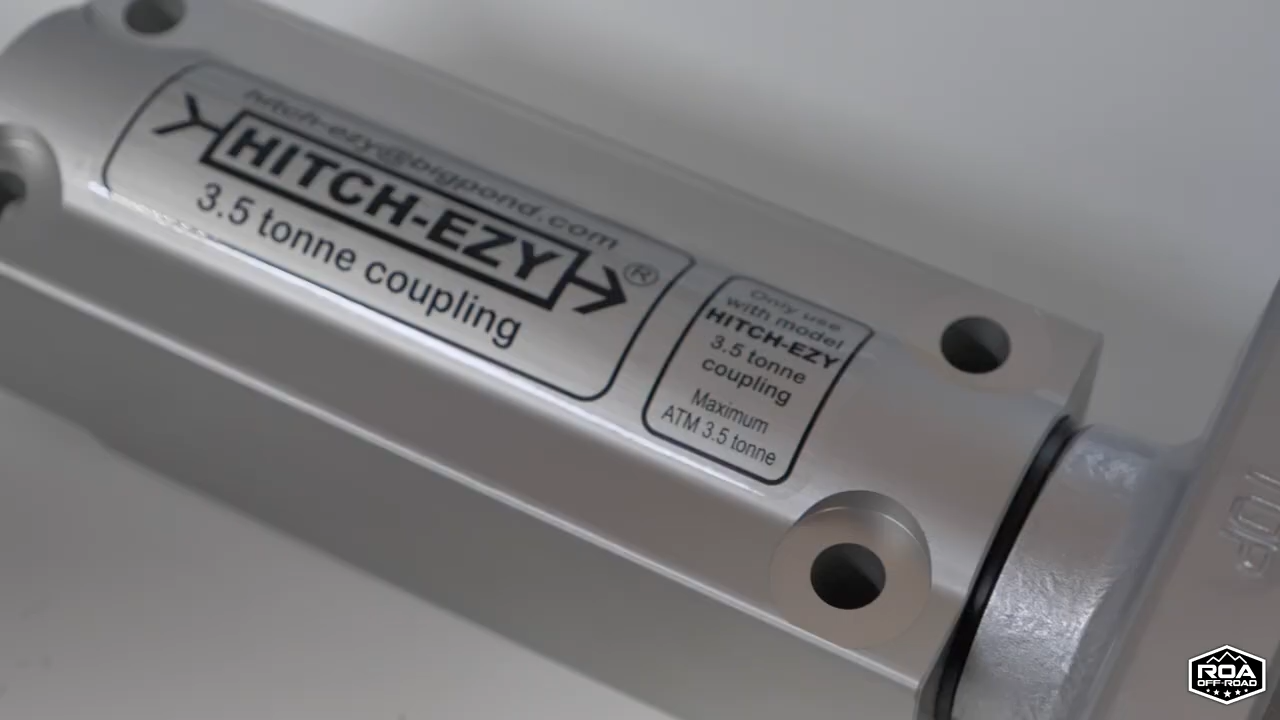 hitch-ezy@bigpond.com
HITCH-EZY®
3.5 tonne coupling
Only use
with model
HITCH-EZY
3.5 tonne
coupling
Maximum
ATM 3.5 tonne
TOP
ROA
OFF-ROAD